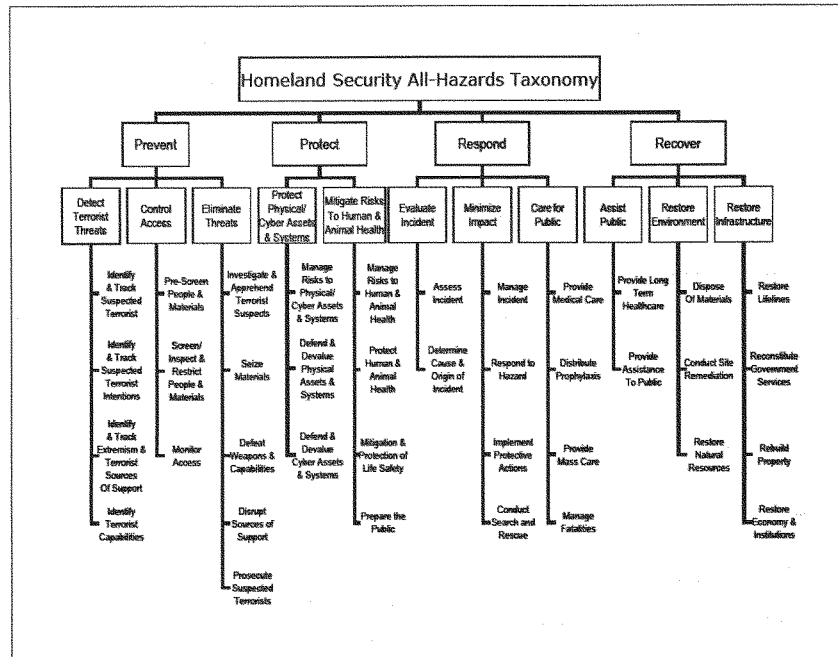 Homeland Security All-Hazards Taxonomy
Prevent
Protect
Respond
Recover
Detect
Terrorist
Threats
Control
Access
Eliminate
Threats
Protect
Physical/
Cyber Assets
& Systems
Mitigate Risks
To Human &
Animal Health
Evaluate
Incident
Minimize
Impact
Care for
Public
Assist
Public
Restore
Environment
Restore
Infrastructure
Identify
& Track
Suspected
Terrorist
Identify
& Track
Suspected
Terrorist
Intentions
Identify
& Track
Extremism &
Terrorist
Sources
Of Support
Identify
Terrorist
Capabilities
Pre-Screen
People &
Materials
Screen/
Inspect &
Restrict
People &
Materials
Monitor
Access
Investigate &
Apprehend
Terrorist
Suspects
Seize
Materials
Defeat
Weapons &
Capabilities
Disrupt
Sources of
Support
Prosecute
Suspected
Terrorists
Manage
Risks to
Physical/
Cyber Assets
& Systems
Defend &
Devalue
Physical
Assets &
Systems
Defend &
Devalue
Cyber Assets
& Systems
Manage
Risks to
Human &
Animal
Health
Protect
Human &
Animal
Health
Mitigation &
Protection of
Life Safety
Prepare the
Public
Assess
Incident
Determine
Cause &
Origin of
Incident
Manage
Incident
Respond to
Hazard
Implement
Protective
Actions
Conduct
Search and
Rescue
Provide
Medical Care
Distribute
Prophylaxis
Provide
Mass Care
Manage
Fatalities
Provide Long
Term
Healthcare
Provide
Assistance
To Public
Dispose
Of Materials
Conduct Site
Remediation
Restore
Natural
Resources
Restore
Lifelines
Reconstitute
Government
Services
Rebuild
Property
Restore
Economy &
Institutions